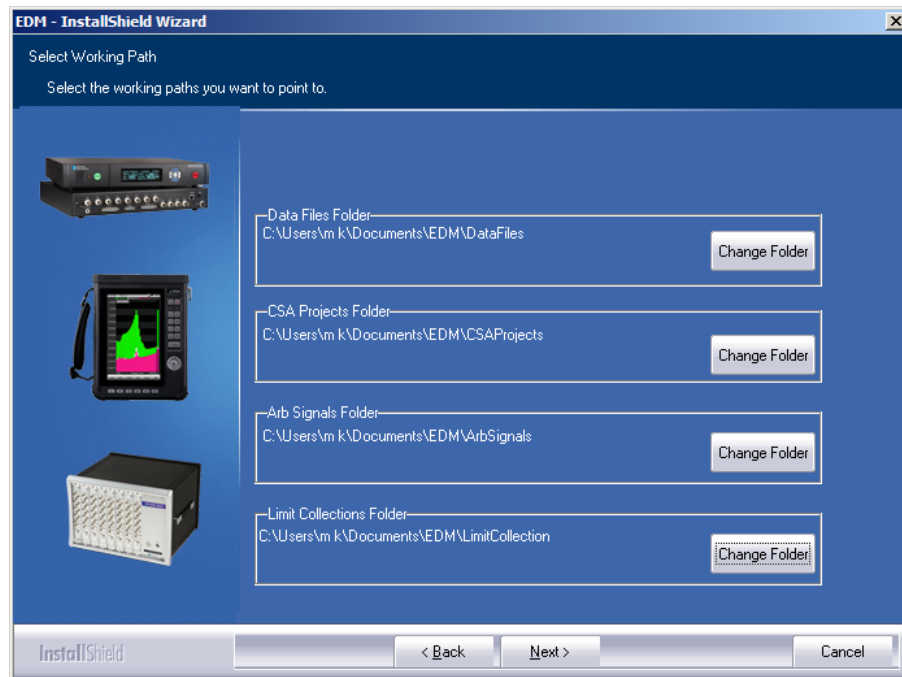 EDM - InstallShield Wizard
Select Working Path
Select the working paths you want to point to.
Data Files Folder
C:\Users\m k\Documents\EDM\DataFiles
Change Folder
CSA Projects Folder
C:\Users\m k\Documents\EDM\CSAProjects
Change Folder
Arb Signals Folder
C:\Users\m k\Documents\EDM\ArbSignals
Change Folder
Limit Collections Folder
C:\Users\m k\Documents\EDM\LimitCollection
Change Folder
InstallShield
< Back Next > Cancel